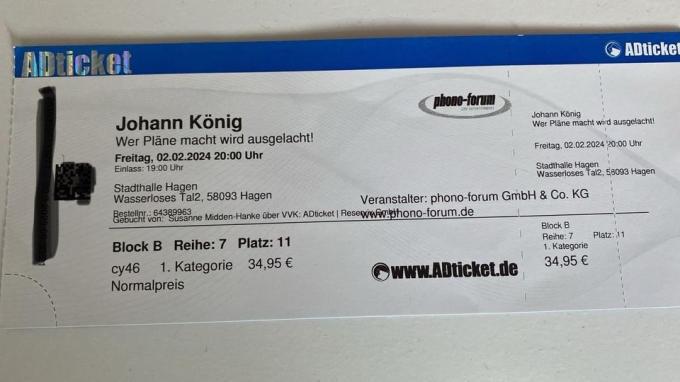 ADticket
ADticket
phono-forum
Johann König
Wer Pläne macht wird ausgelacht!
Freitag, 02.02.2024 20:00 Uhr
Einlass: 19:00 Uhr
Stadthalle Hagen
Wasserloses Tal2, 58093 Hagen
Veranstalter: phono-forum GmbH & Co. KG
www.phono-forum.de
Bestellnr.: 64389963
Gebucht von: Susanne Midden-Hanke über VVK: ADticket |
Block B Reihe: 7 Platz: 11
cy46 1. Kategorie 34,95 €
Normalpreis
www.ADticket.de
Johann König
Wer Pläne macht wird ausgelacht!
Freitag, 02.02.2024 20:00 Uhr
Stadthalle Hagen
Wasserloses Tal2, 58093 Hagen
Block B
Reihe: 7 Platz: 11
1. Kategorie
34,95 €